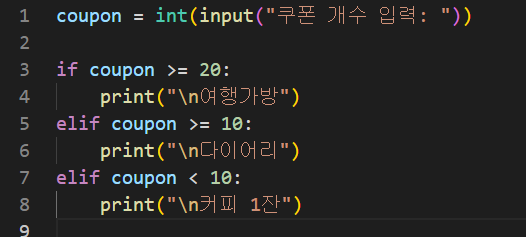 1 coupon = int(input("쿠폰 개수 입력: "))
2
3 if coupon >= 20:
4     print("\n여행가방")
5 elif coupon >= 10:
6     print("\n다이어리")
7 elif coupon < 10:
8     print("\n커피 1잔")
9